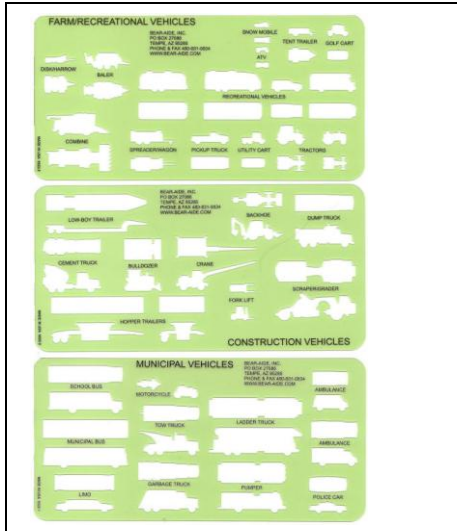 FARM/RECREATIONAL VEHICLES
BEAR-AIDE, INC.
PO BOX 27086
TEMPE, AZ 85285
PHONE & FAX 480-831-0634
WWW.BEAR-AIDE.COM
SNOW MOBILE
TENT TRAILER
GOLF CART
ATV
DISK/HARROW
BALER
RECREATIONAL VEHICLES
COMBINE
SPREADER/WAGON
PICKUP TRUCK
UTILITY CART
TRACTORS
BEAR-AIDE, INC.
PO BOX 27086
TEMPE, AZ 85285
PHONE & FAX 480-831-0634
WWW.BEAR-AIDE.COM
LOW-BOY TRAILER
BACKHOE
DUMP TRUCK
CEMENT TRUCK
BULLDOZER
CRANE
SCRAPER/GRADER
FORK LIFT
HOPPER TRAILERS
CONSTRUCTION VEHICLES
MUNICIPAL VEHICLES
BEAR-AIDE, INC.
PO BOX 27086
TEMPE, AZ 85285
PHONE & FAX 480-831-0634
WWW.BEAR-AIDE.COM
SCHOOL BUS
MOTORCYCLE
AMBULANCE
TOW TRUCK
LADDER TRUCK
MUNICIPAL BUS
AMBULANCE
GARBAGE TRUCK
PUMPER
LIMO
POLICE CAR